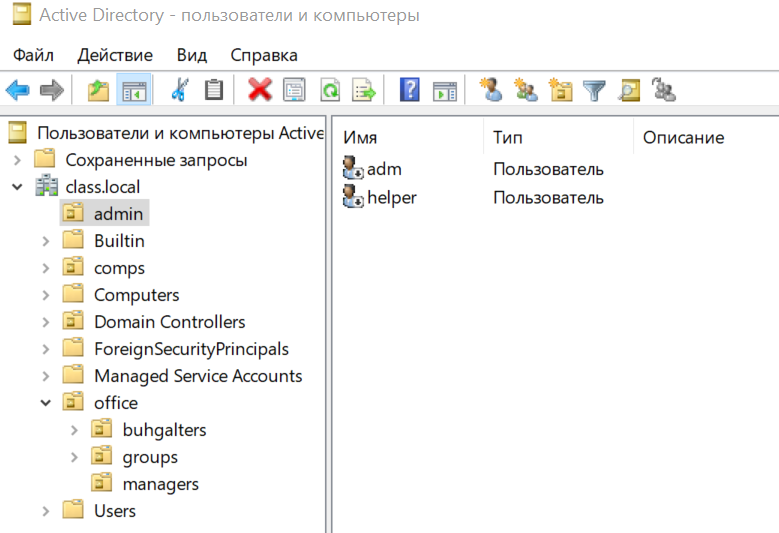 Active Directory - пользователи и компьютеры
Файл Действие Вид Справка
Пользователи и компьютеры Active
Сохраненные запросы
class.local
admin
Builtin
comps
Computers
Domain Controllers
ForeignSecurityPrincipals
Managed Service Accounts
office
buhgalters
groups
managers
Users
Имя Тип Описание
adm Пользователь
helper Пользователь